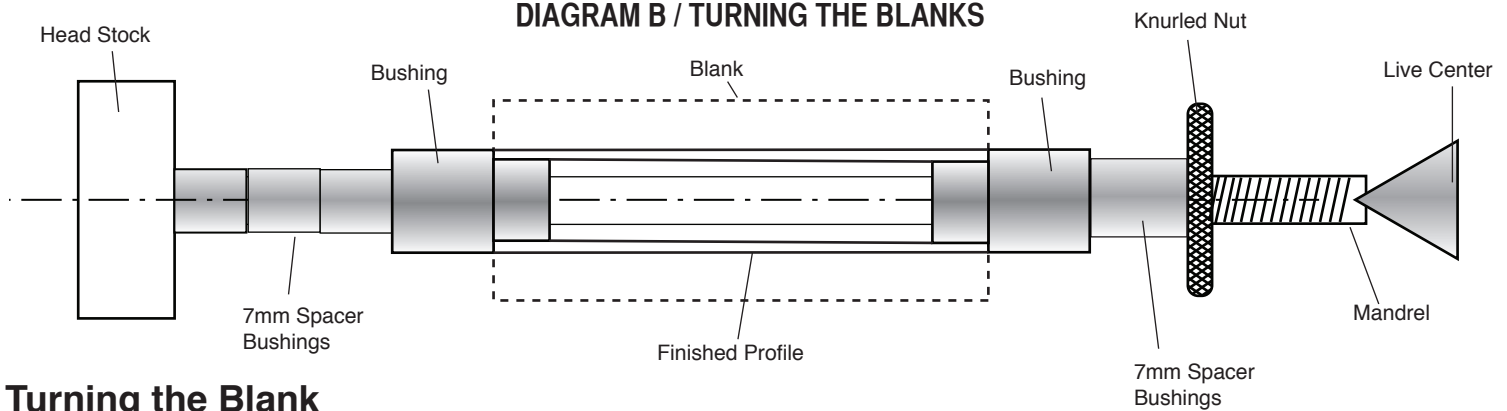 DIAGRAM B / TURNING THE BLANKS
Head Stock
Bushing
Blank
Bushing
Knurled Nut
Live Center
7mm Spacer
Bushings
Finished Profile
Mandrel
7mm Spacer
Bushings
Turning the Blank